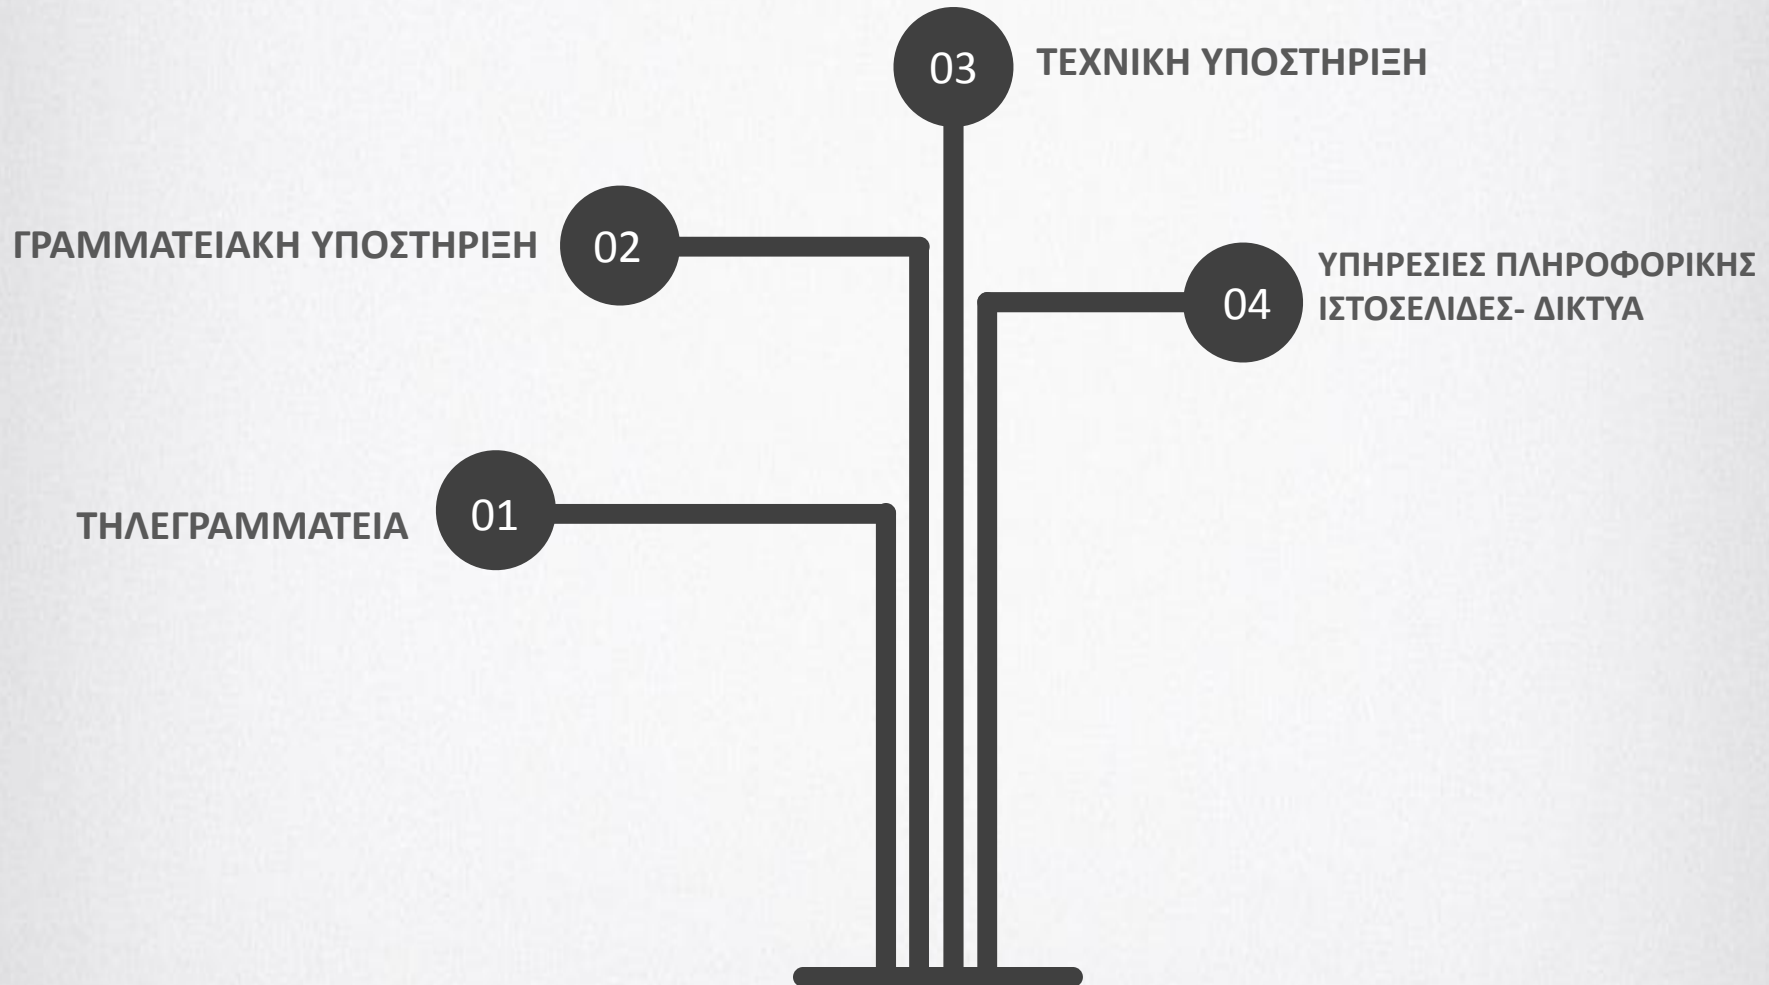 03
ΤΕΧΝΙΚΗ ΥΠΟΣΤΗΡΙΞΗ
ΓΡΑΜΜΑΤΕΙΑΚΗ ΥΠΟΣΤΗΡΙΞΗ
02
04
ΥΠΗΡΕΣΙΕΣ ΠΛΗΡΟΦΟΡΙΚΗΣ
ΙΣΤΟΣΕΛΙΔΕΣ- ΔΙΚΤΥΑ
ΤΗΛΕΓΡΑΜΜΑΤΕΙΑ
01